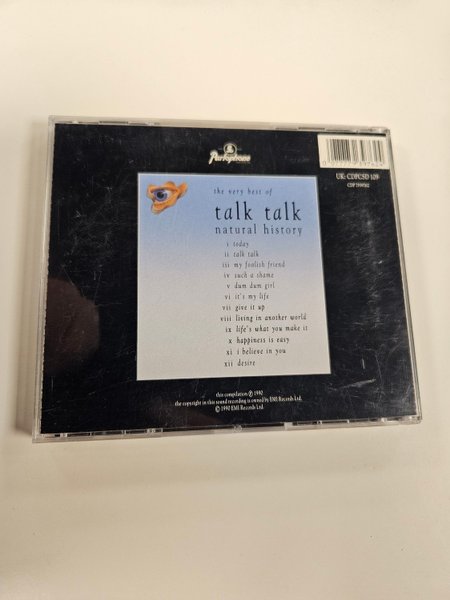 Parlophone
UK: CDPCSD 109
the very best of
talk talk
natural history
i today
ii talk talk
iii my foolish friend
iv such a shame
v dum dum girl
vi it's my life
vii give it up
viii living in another world
ix life's what you make it
x happiness is easy
xi i believe in you
xii desire
this compilation ℗ 1990
the copyright in this sound recording is owned by EMI Records Ltd.
© 1990 EMI Records Ltd.